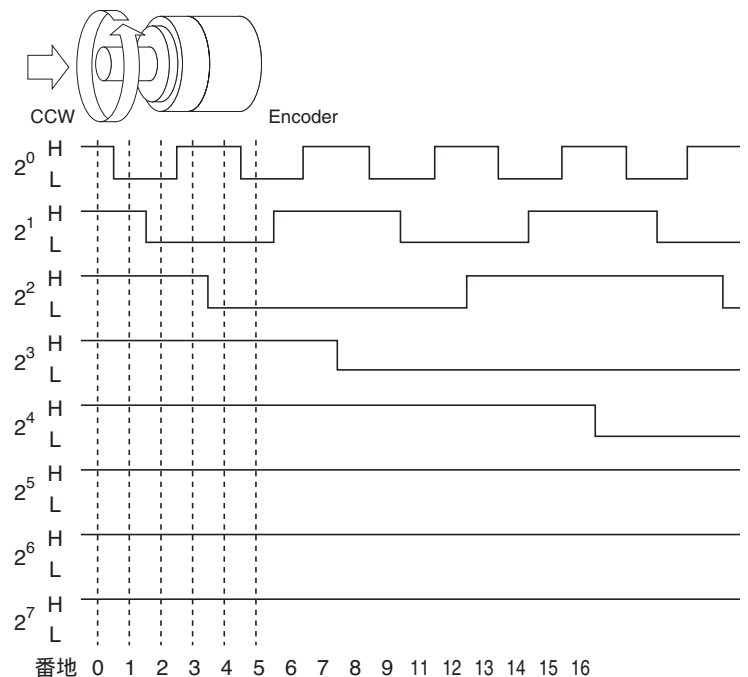 CCW Encoder
2⁰ H
L
2¹ H
L
2² H
L
2³ H
L
2⁴ H
L
2⁵ H
L
2⁶ H
L
2⁷ H
L
番地 0 1 2 3 4 5 6 7 8 9 11 12 13 14 15 16